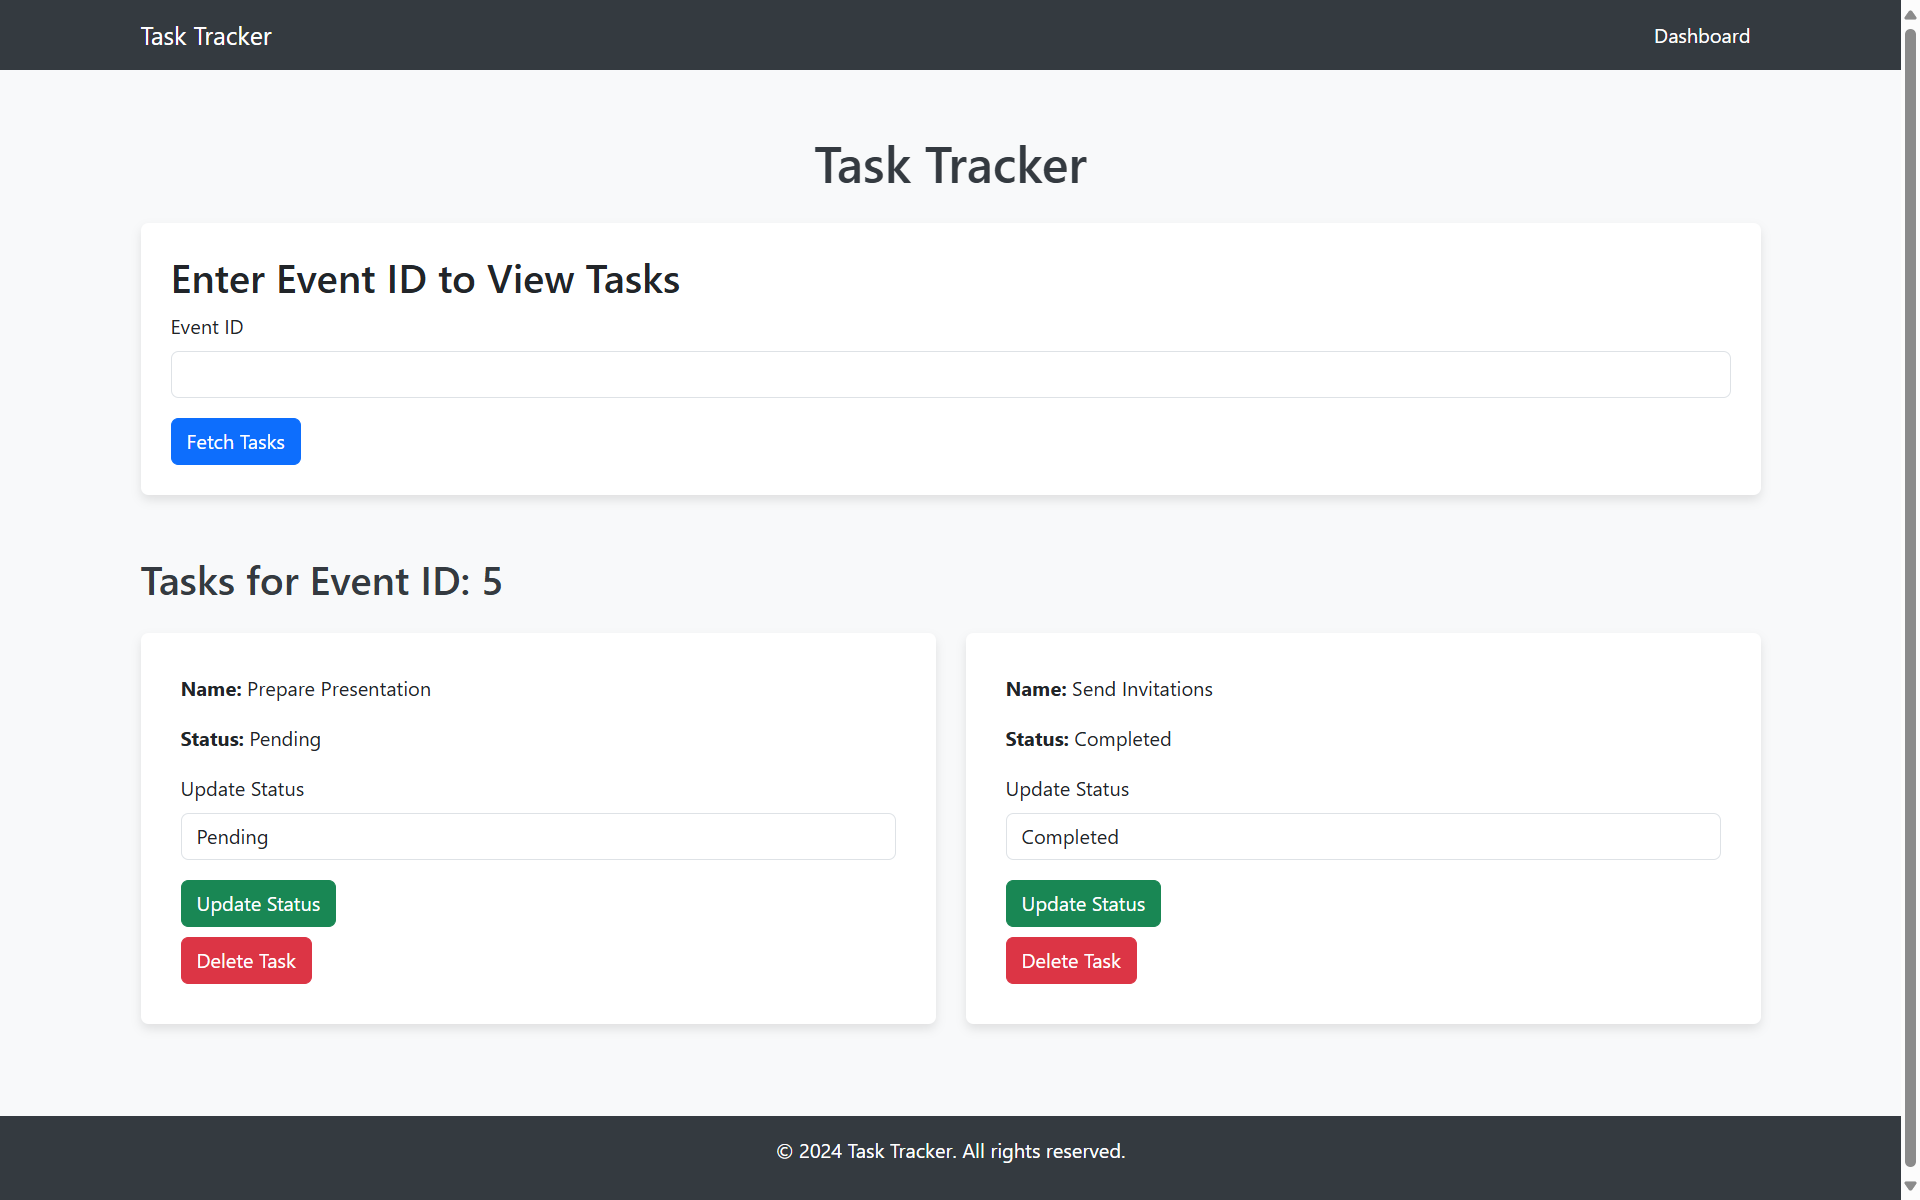 Task Tracker
Dashboard
Task Tracker
Enter Event ID to View Tasks
Event ID
Fetch Tasks
Tasks for Event ID: 5
Name: Prepare Presentation
Status: Pending
Update Status
Pending
Update Status
Delete Task
Name: Send Invitations
Status: Completed
Update Status
Completed
Update Status
Delete Task
© 2024 Task Tracker. All rights reserved.